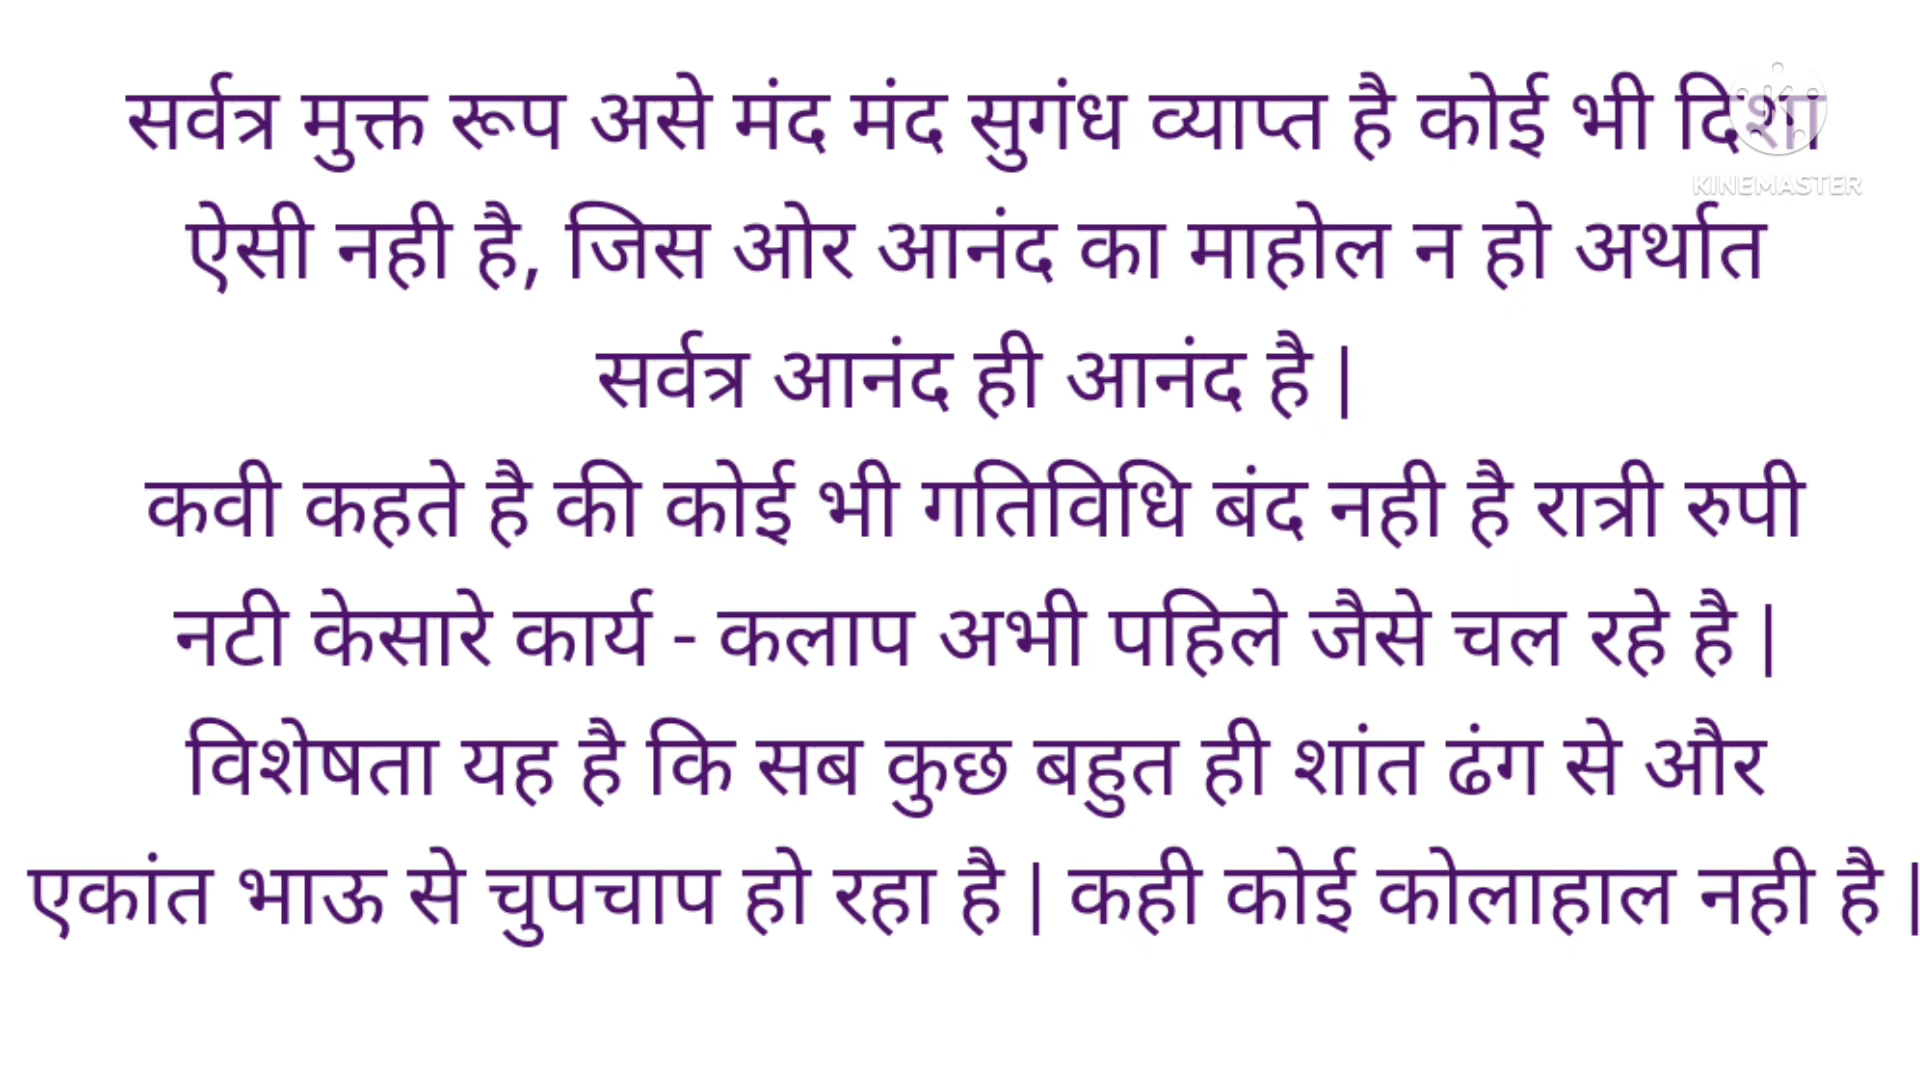 सर्वत्र मुक्त रूप असे मंद मंद सुगंध व्याप्त है कोई भी दिशा
KINEMASTER
ऐसी नही है, जिस ओर आनंद का माहोल न हो अर्थात
सर्वत्र आनंद ही आनंद है |
कवी कहते है की कोई भी गतिविधि बंद नही है रात्री रुपी
नटी केसारे कार्य - कलाप अभी पहिले जैसे चल रहे है |
विशेषता यह है कि सब कुछ बहुत ही शांत ढंग से और
एकांत भाऊ से चुपचाप हो रहा है | कही कोई कोलाहाल नही है |